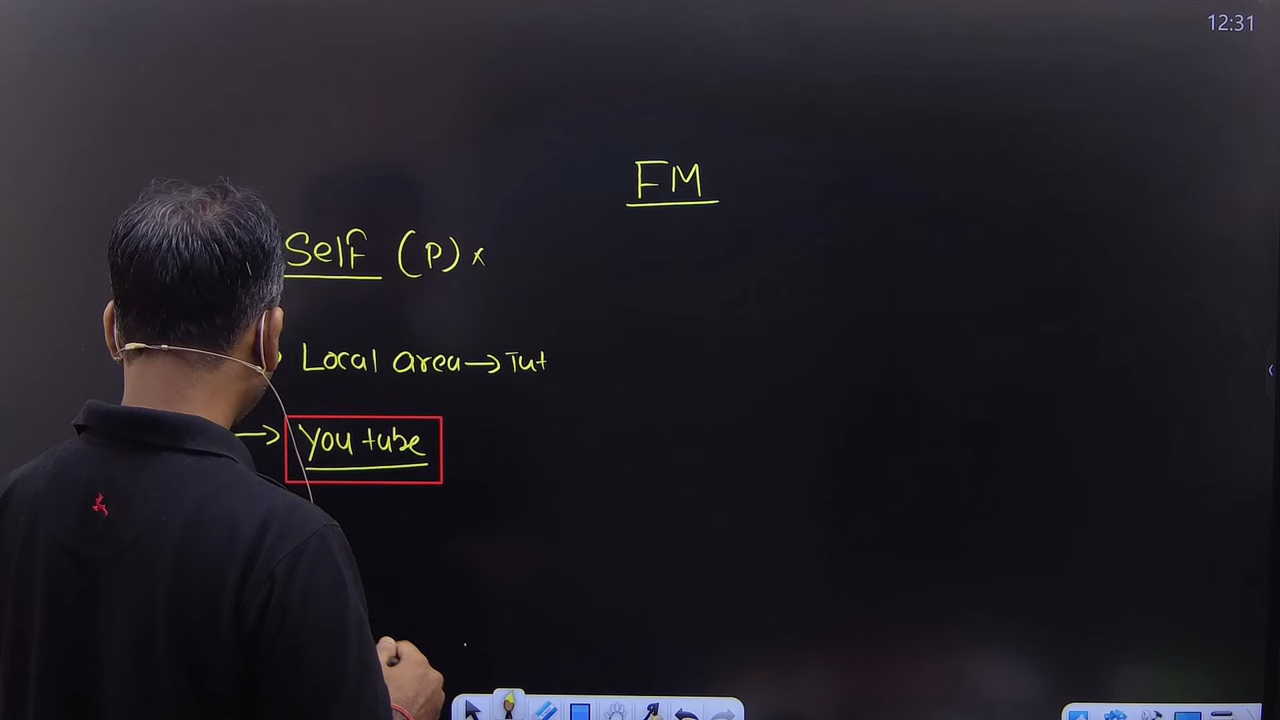 12:31
FM
Self (P) x
→ Local area → Tut
→ You tube